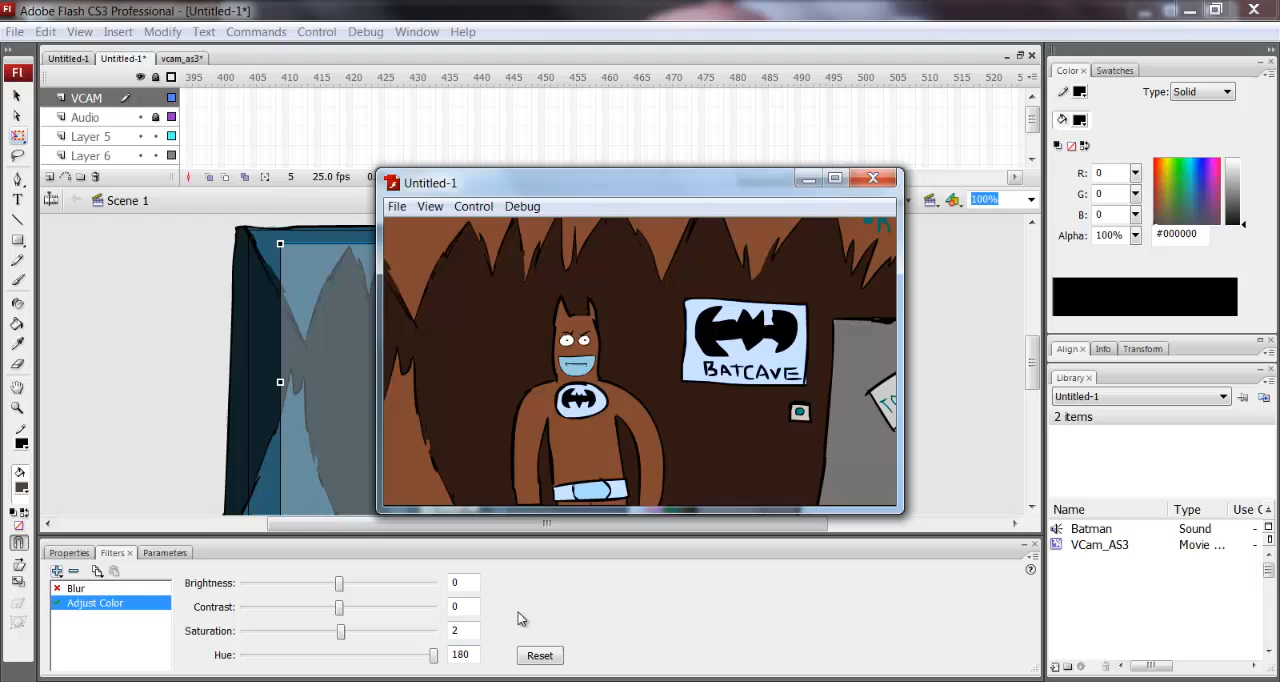 Fl Adobe Flash CS3 Professional - [Untitled-1*]
File Edit View Insert Modify Text Commands Control Debug Window Help
Untitled-1 Untitled-1* vcam_as3*
395 400 405 410 415 420 425 430 435 440 445 450 455 460 465 470 475 480 485 490 495 500 505 510 515 520 5
VCAM
Audio
Layer 5
Layer 6
5 25.0 fps
Scene 1
100%
Fl
Untitled-1
File View Control Debug
BATCAVE
Color Swatches
Type: Solid
R: 0
G: 0
B: 0
Alpha: 100%
#000000
Align Info Transform
Library
Untitled-1
2 items
Name Type Use C
Batman Sound -
VCam_AS3 Movie ... -
Properties Filters Parameters
Blur
Adjust Color
Brightness: 0
Contrast: 0
Saturation: 2
Hue: 180
Reset